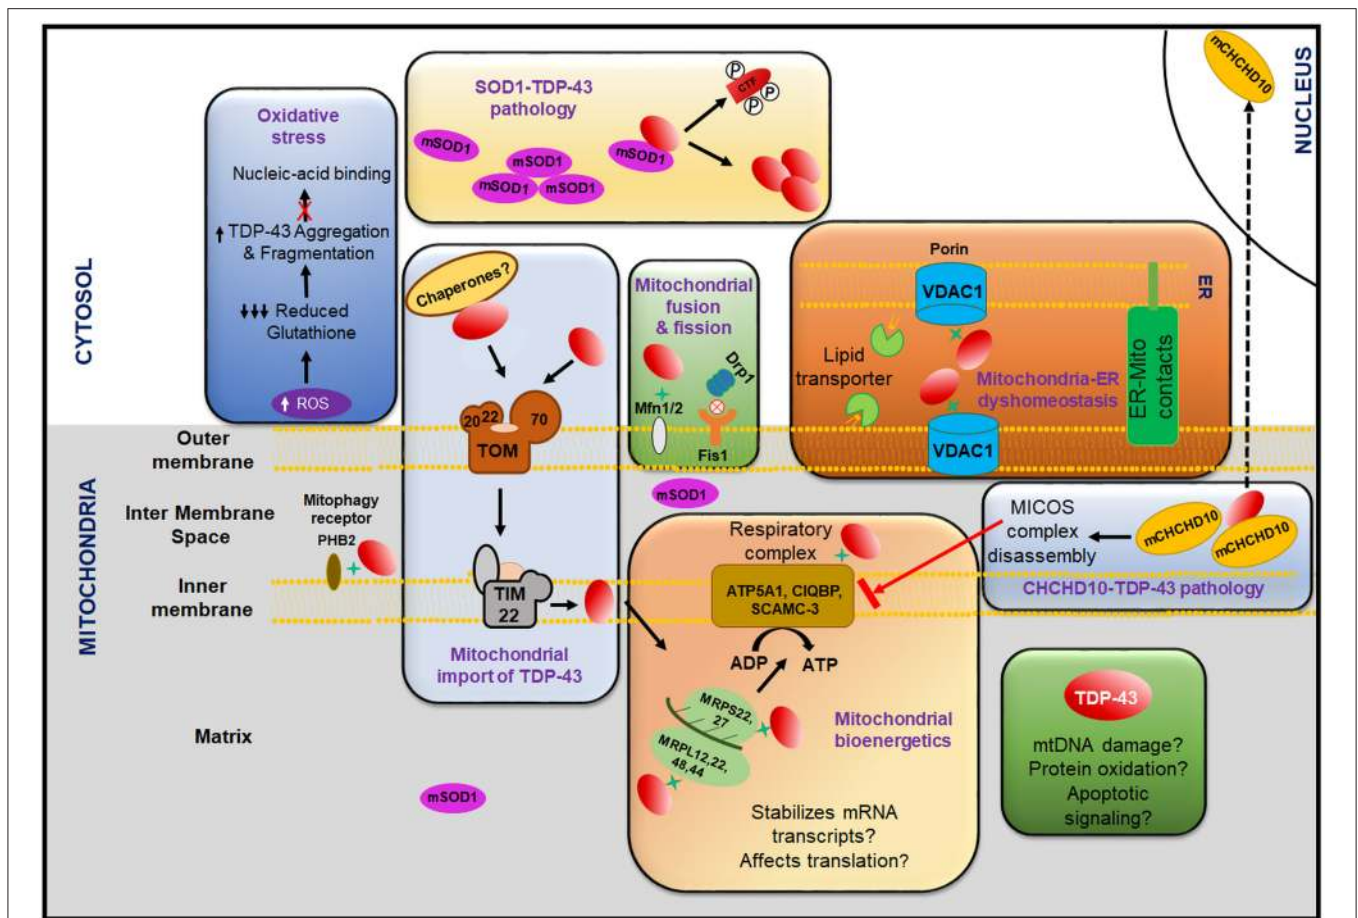 CYTOSOL
MITOCHONDRIA
NUCLEUS
mCHCHD10
Oxidative
stress
Nucleic-acid binding
TDP-43 Aggregation
& Fragmentation
Reduced
Glutathione
ROS
SOD1-TDP-43
pathology
mSOD1
mSOD1
mSOD1
mSOD1
mSOD1
CTF
P
P
P
Chaperones?
20
22
70
TOM
TIM
22
Mitochondrial
import of TDP-43
Mitochondrial
fusion
& fission
Drp1
Mfn1/2
Fis1
mSOD1
Porin
VDAC1
ER
Lipid
transporter
Mitochondria-ER
dyshomeostasis
ER-Mito
contacts
VDAC1
Outer
membrane
Inter Membrane
Space
Inner
membrane
Matrix
Mitophagy
receptor
PHB2
mSOD1
Respiratory
complex
ATP5A1, CIQBP,
SCAMC-3
ADP
ATP
MRPS22,
27
MRPL12,22,
48,44
Mitochondrial
bioenergetics
Stabilizes mRNA
transcripts?
Affects translation?
MICOS
complex
disassembly
mCHCHD10
mCHCHD10
CHCHD10-TDP-43 pathology
TDP-43
mtDNA damage?
Protein oxidation?
Apoptotic
signaling?